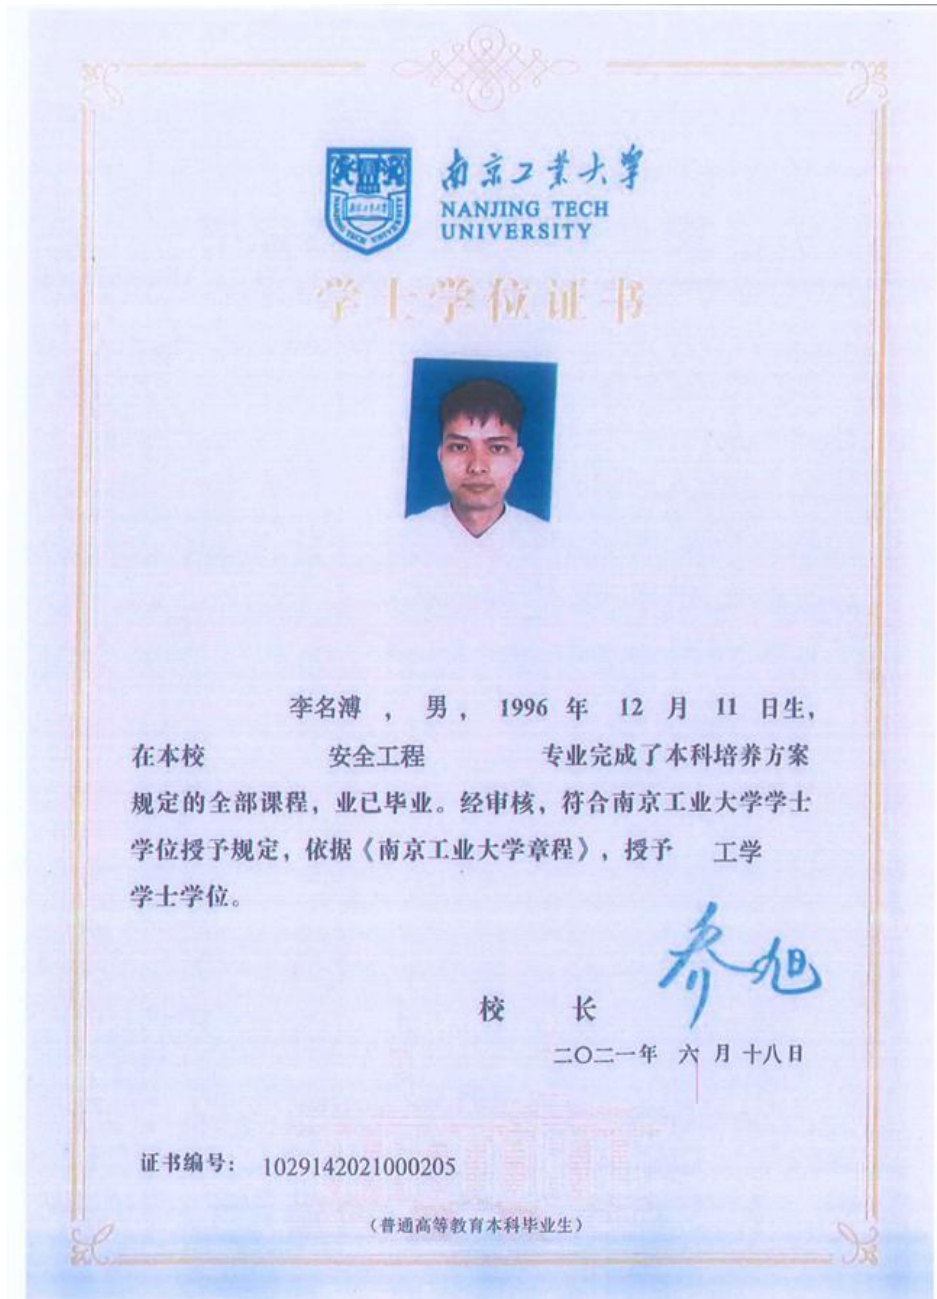 南京工业大学
NANJING TECH
UNIVERSITY
学士学位证书
李名溥 ，男，1996 年 12 月 11 日生，
在本校 安全工程 专业完成了本科培养方案
规定的全部课程，业已毕业。经审核，符合南京工业大学学士
学位授予规定，依据《南京工业大学章程》，授予 工学
学士学位。
乔旭
校 长
二〇二一年 六 月 十八 日
证书编号： 1029142021000205
（普通高等教育本科毕业生）